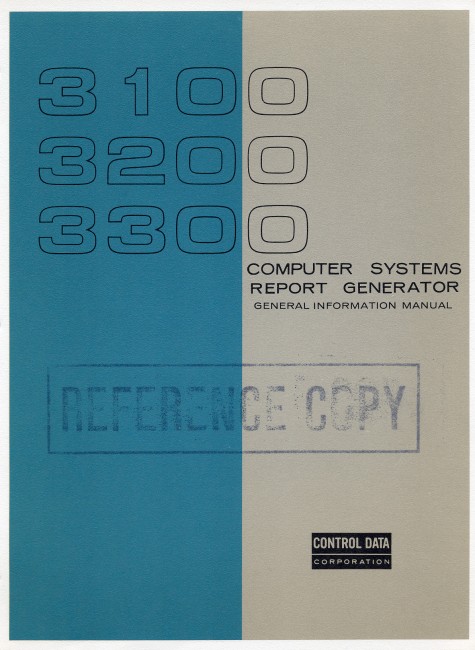 3100
3200
3300
COMPUTER SYSTEMS
REPORT GENERATOR
GENERAL INFORMATION MANUAL
REFERENCE COPY
CONTROL DATA
CORPORATION